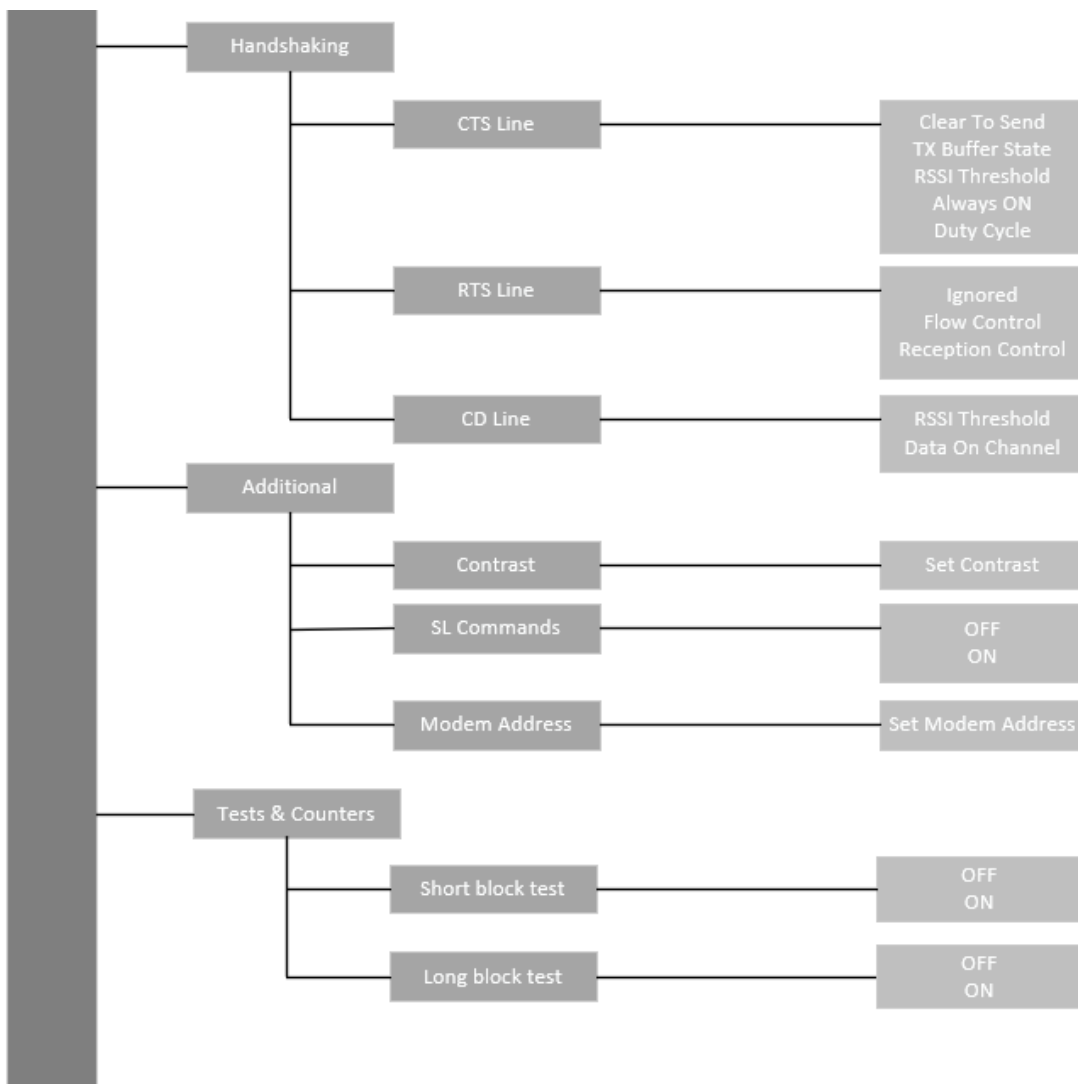 Handshaking
CTS Line
Clear To Send
TX Buffer State
RSSI Threshold
Always ON
Duty Cycle
RTS Line
Ignored
Flow Control
Reception Control
CD Line
RSSI Threshold
Data On Channel
Additional
Contrast
Set Contrast
SL Commands
OFF
ON
Modem Address
Set Modem Address
Tests & Counters
Short block test
OFF
ON
Long block test
OFF
ON